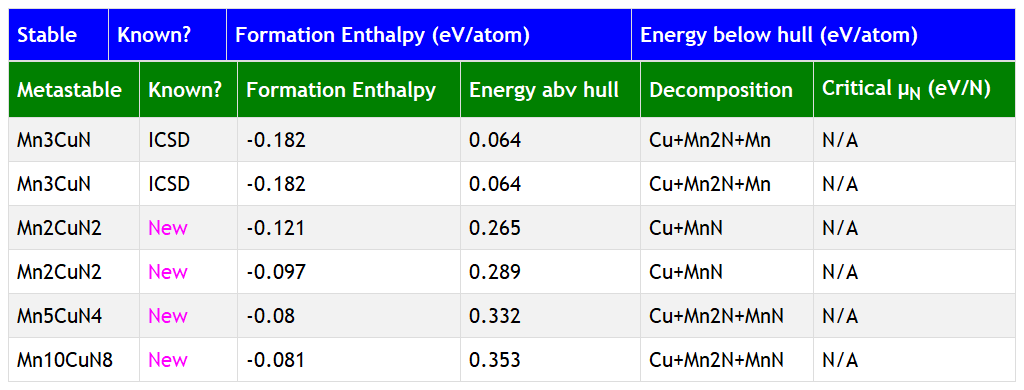 Stable Known? Formation Enthalpy (eV/atom) Energy below hull (eV/atom)
Metastable Known? Formation Enthalpy Energy abv hull Decomposition Critical μN (eV/N)
Mn3CuN ICSD -0.182 0.064 Cu+Mn2N+Mn N/A
Mn3CuN ICSD -0.182 0.064 Cu+Mn2N+Mn N/A
Mn2CuN2 New -0.121 0.265 Cu+MnN N/A
Mn2CuN2 New -0.097 0.289 Cu+MnN N/A
Mn5CuN4 New -0.08 0.332 Cu+Mn2N+MnN N/A
Mn10CuN8 New -0.081 0.353 Cu+Mn2N+MnN N/A